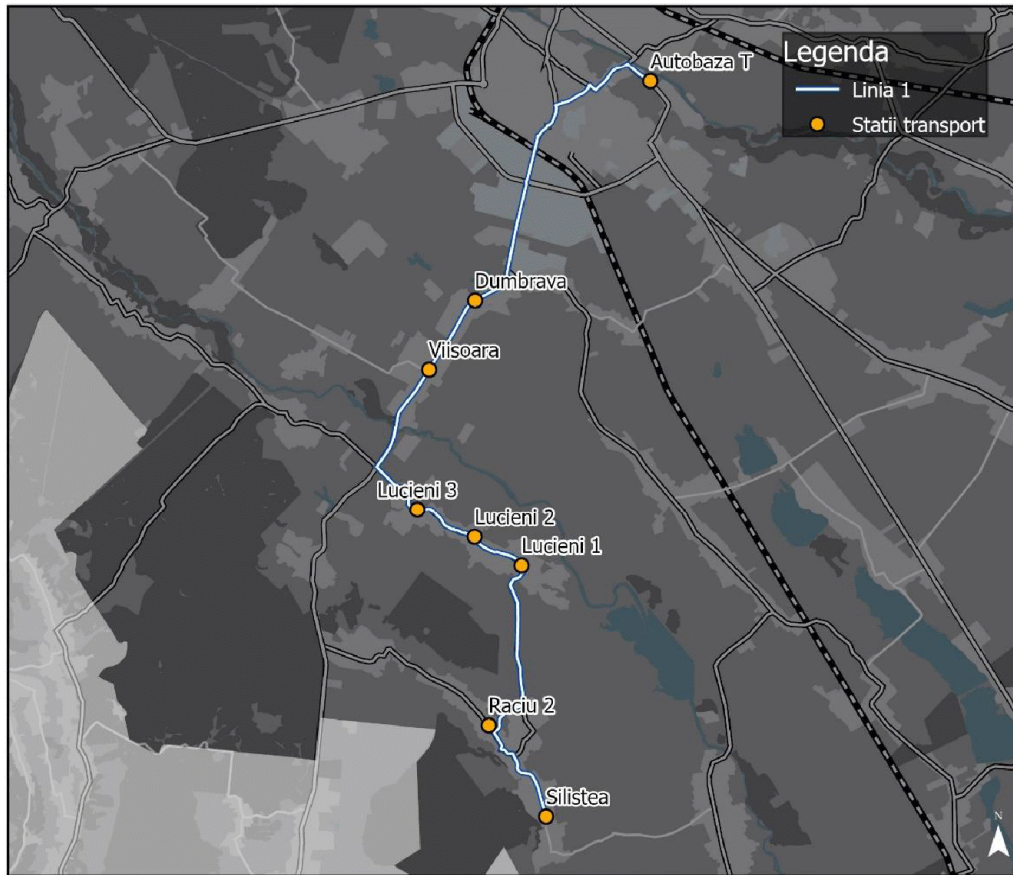 Legenda
Linia 1
Statii transport
Autobaza T
Dumbrava
Viisoara
Lucieni 3
Lucieni 2
Lucieni 1
Raciu 2
Silistea
N